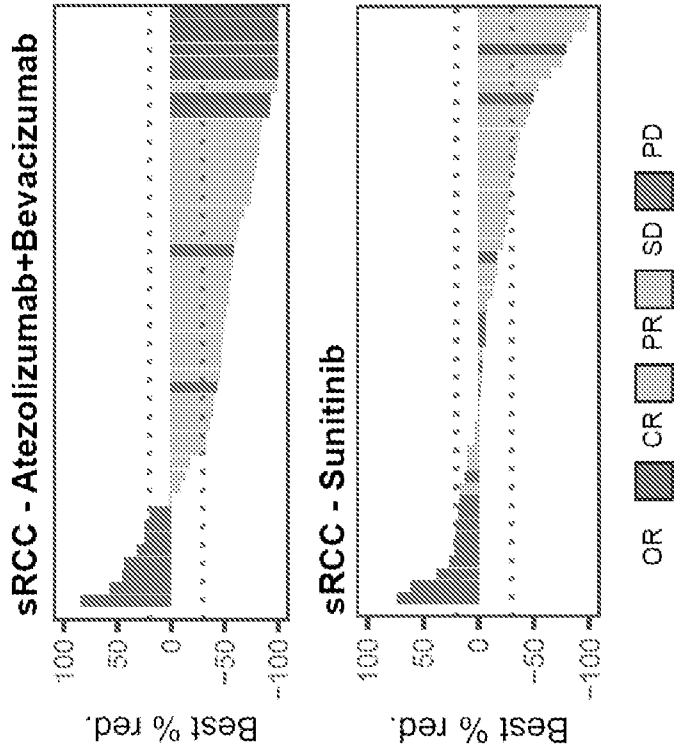 sRCC - Atezolizumab+Bevacizumab
Best % red.
100
50
0
-50
-100
sRCC - Sunitinib
Best % red.
100
50
0
-50
-100
OR CR PR SD PD